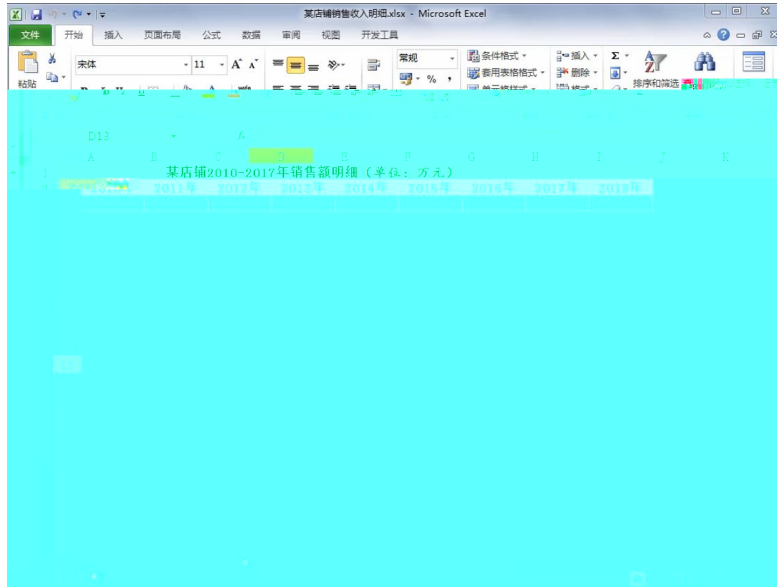 某店铺销售收入明细.xlsx - Microsoft Excel
文件 开始 插入 页面布局 公式 数据 审阅 视图 开发工具
宋体 11 A A 常规 条件格式 插入 Σ
粘贴 % , 套用表格格式 删除 排序和筛选
D13
A B C D E F G H I J K
1 某店铺2010-2017年销售额明细（单位：万元）
2011年 2012年 2013年 2014年 2015年 2016年 2017年 2018年